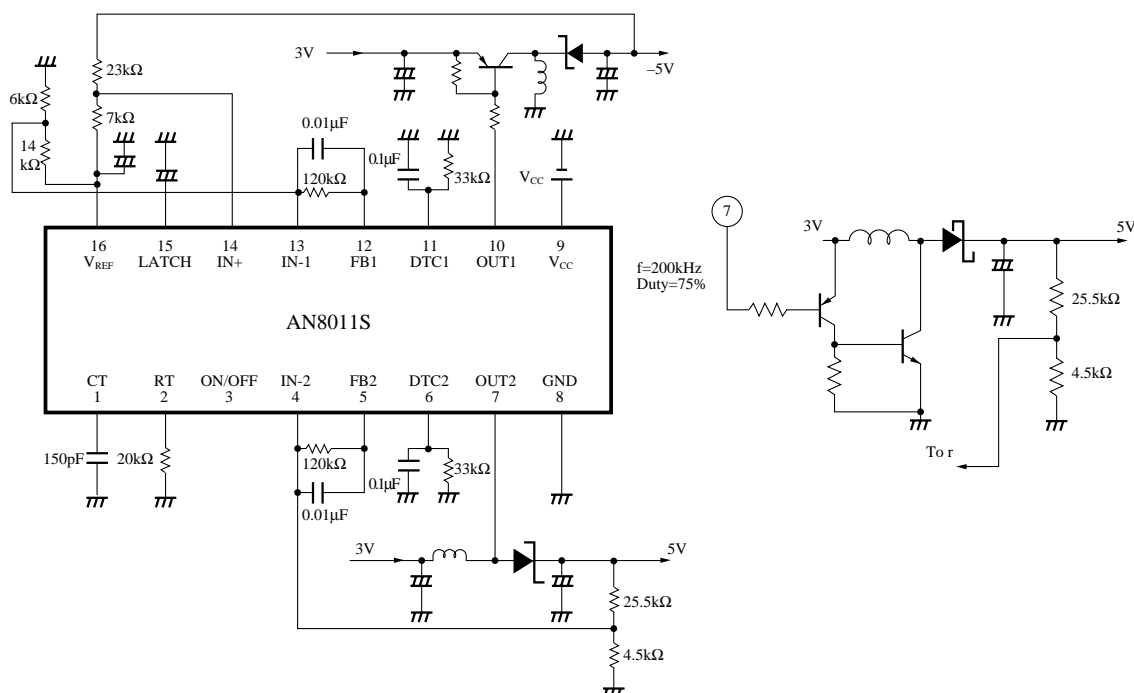 3V
–5V
23kΩ
6kΩ
7kΩ
14
kΩ
0.01µF
0.1µF
120kΩ
33kΩ
VCC
16
15
14
13
12
11
10
9
VREF
LATCH
IN+
IN-1
FB1
DTC1
OUT1
VCC
AN8011S
CT
RT
ON/OFF
IN-2
FB2
DTC2
OUT2
GND
1
2
3
4
5
6
7
8
150pF
20kΩ
120kΩ
0.01µF
0.1µF
33kΩ
3V
5V
25.5kΩ
4.5kΩ
7
f=200kHz
Duty=75%
3V
5V
25.5kΩ
4.5kΩ
To r